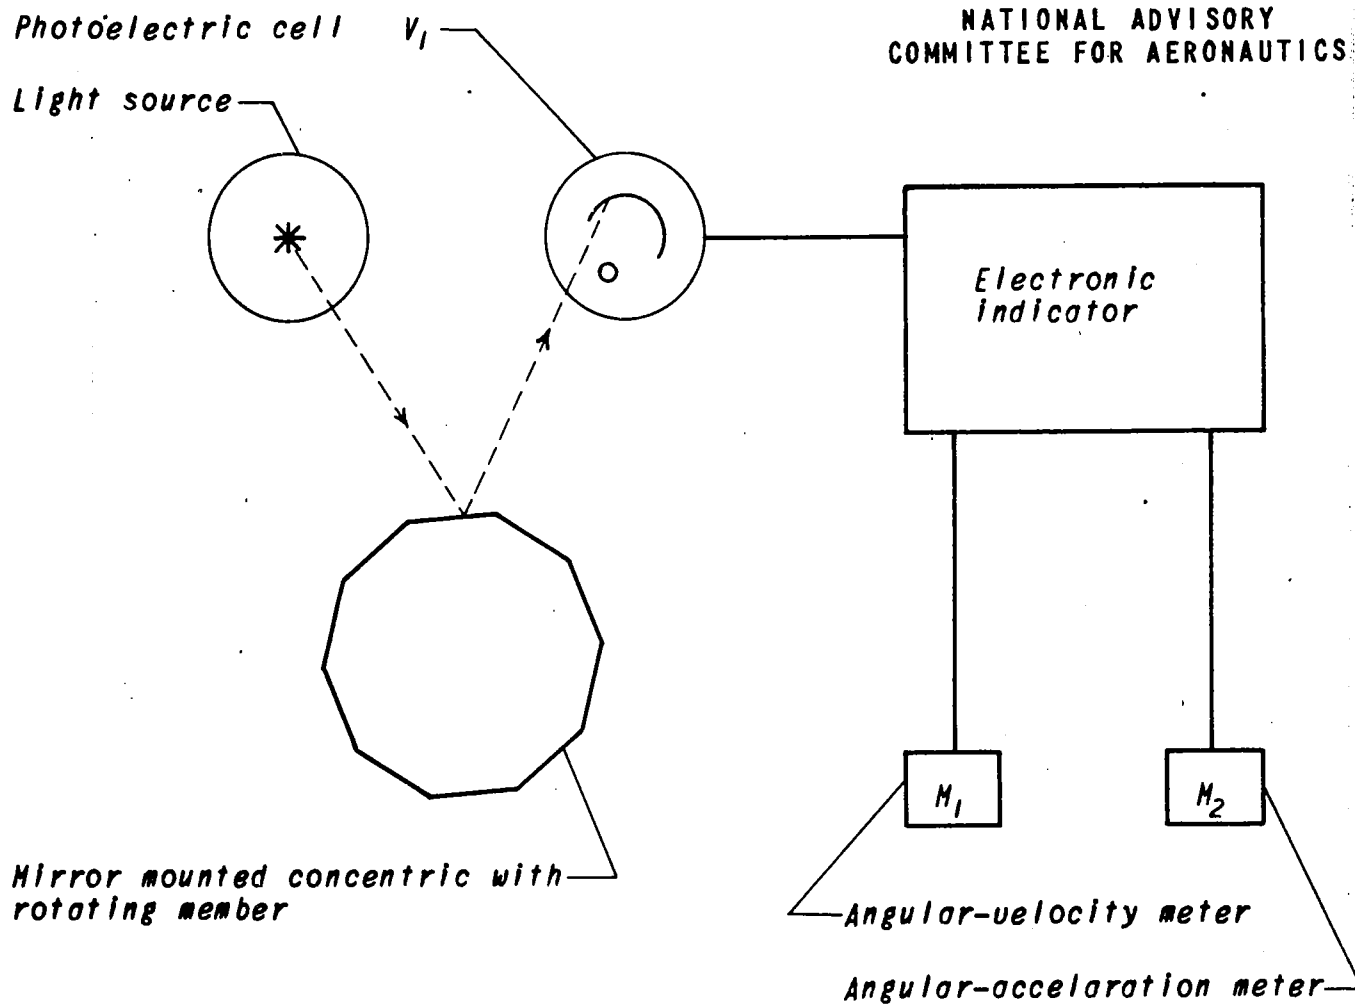 Photoelectric cell V1
NATIONAL ADVISORY
COMMITTEE FOR AERONAUTICS
Light source
Electronic
indicator
M1
M2
Mirror mounted concentric with
rotating member
Angular-velocity meter
Angular-accelaration meter